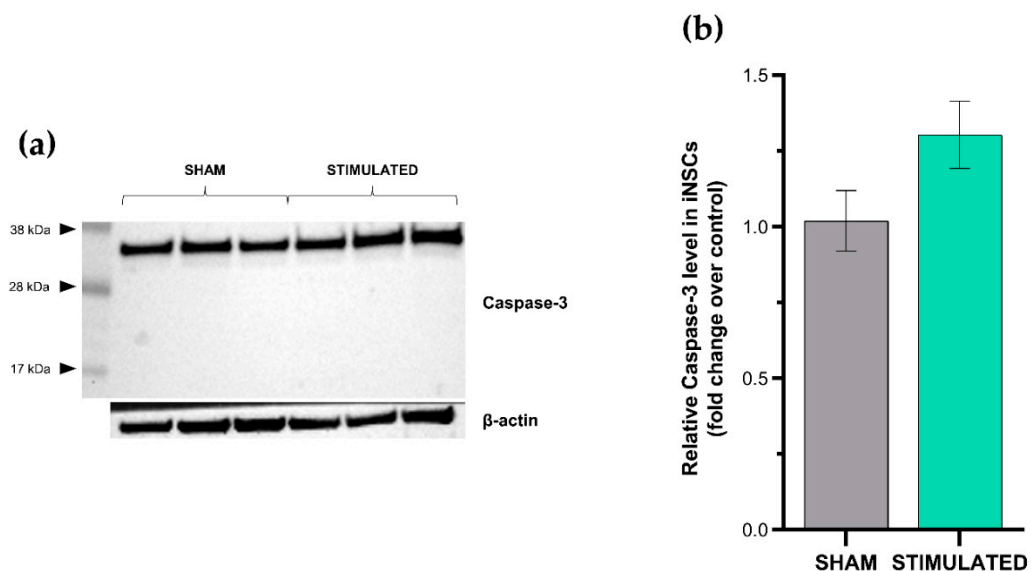 (a)
SHAM STIMULATED
38 kDa
28 kDa
Caspase-3
17 kDa
β-actin
(b)
Relative Caspase-3 level in iNSCs
(fold change over control)
1.5
1.0
0.5
0.0
SHAM STIMULATED